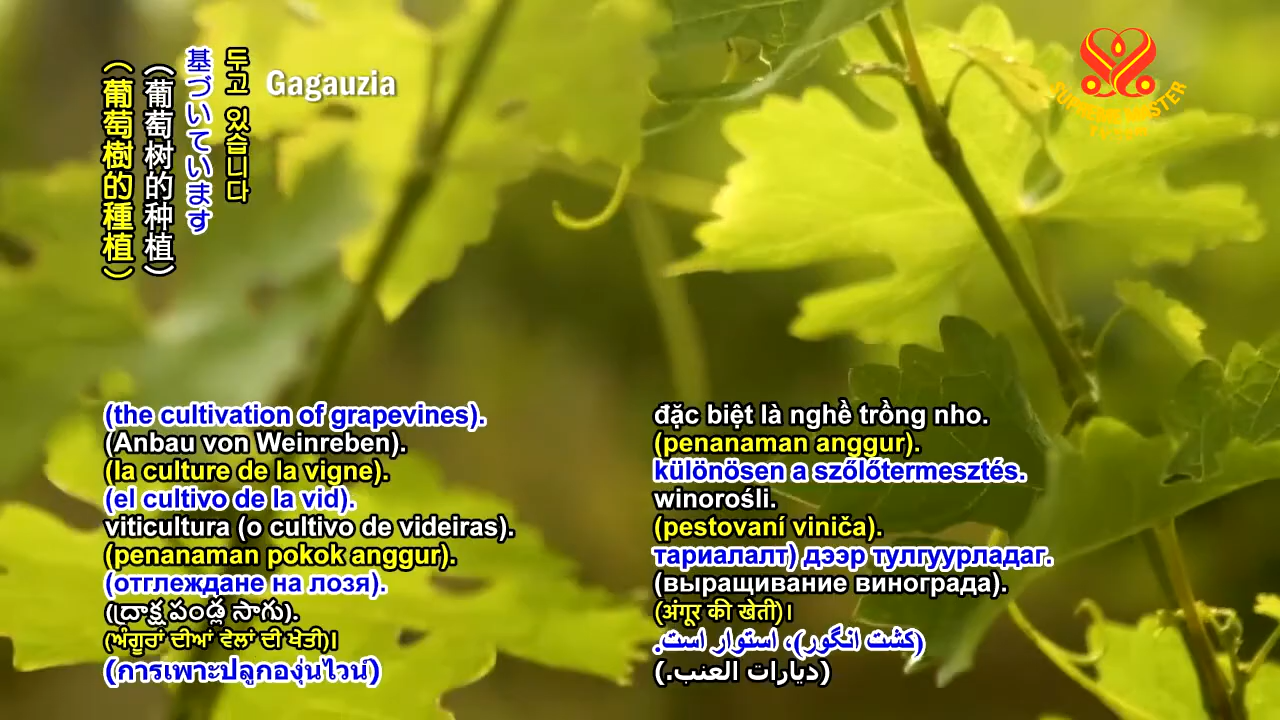 두고 있습니다
基づいています
(葡萄树的种植)
(葡萄樹的種植)
Gagauzia
SUPREME MASTER
(the cultivation of grapevines).
(Anbau von Weinreben).
(la culture de la vigne).
(el cultivo de la vid).
viticultura (o cultivo de videiras).
(penanaman pokok anggur).
(отглеждане на лозя).
(ద్రాక్ష పండ్ల సాగు).
(ਅੰਗੂਰਾਂ ਦੀਆਂ ਵੇਲਾਂ ਦੀ ਖੇਤੀ)।
(การเพาะปลูกองุ่นไวน์)
đặc biệt là nghề trồng nho.
(penanaman anggur).
különösen a szőlőtermesztés.
winorośli.
(pestovaní viniča).
тариалалт) дээр тулгуурладаг.
(выращивание винограда).
(अंगूर की खेती)।
(کشت انگور)، استوار است.
(ديارات العنب.)